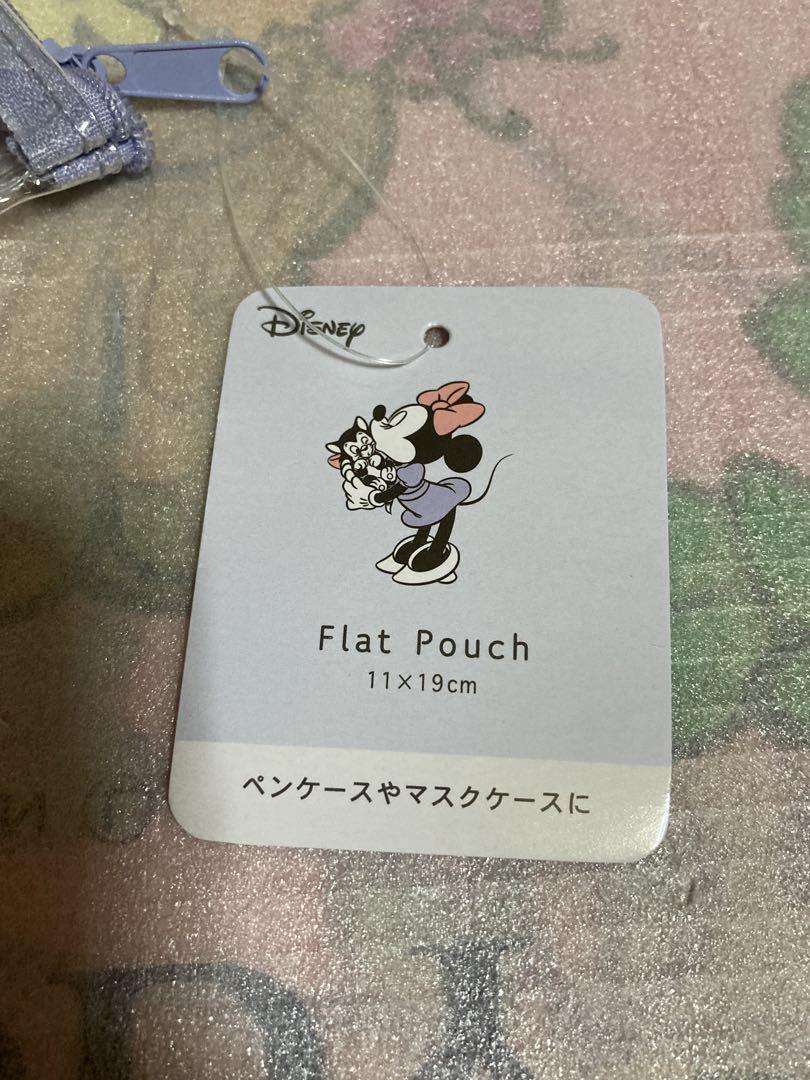 Disney
Flat Pouch
11×19cm
ペンケースやマスクケースに